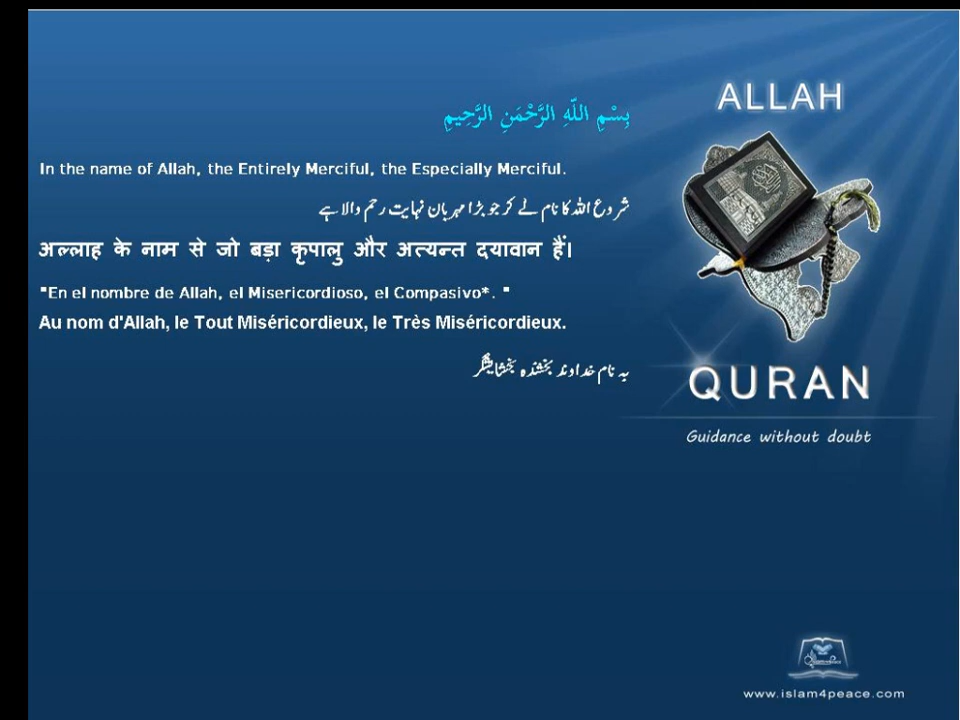 بِسْمِ اللّهِ الرَّحْمَنِ الرَّحِيمِ
In the name of Allah, the Entirely Merciful, the Especially Merciful.
شروع الله کا نام لے کر جو بڑا مہربان نہایت رحم والا ہے
अल्लाह के नाम से जो बड़ा कृपालु और अत्यन्त दयावान हैं।
"En el nombre de Allah, el Misericordioso, el Compasivo*. "
Au nom d'Allah, le Tout Miséricordieux, le Très Miséricordieux.
به نام خداوند بخشنده بخشایشگر
ALLAH
QURAN
Guidance without doubt
www.islam4peace.com